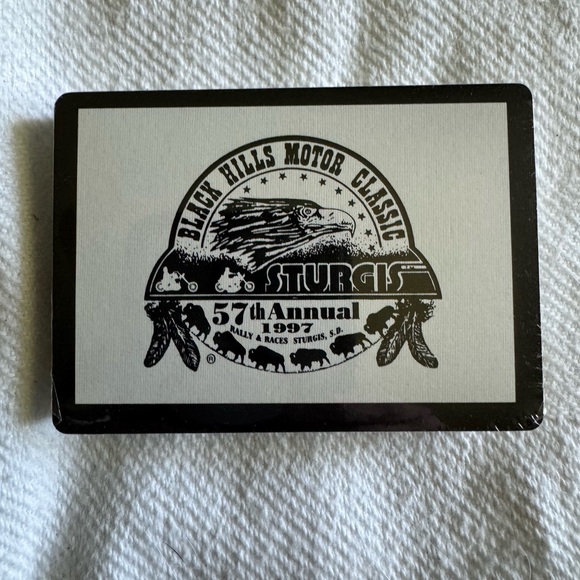 BLACK HILLS MOTOR CLASSIC
STURGIS
57th Annual
1997
RALLY & RACES STURGIS, S.D.
®